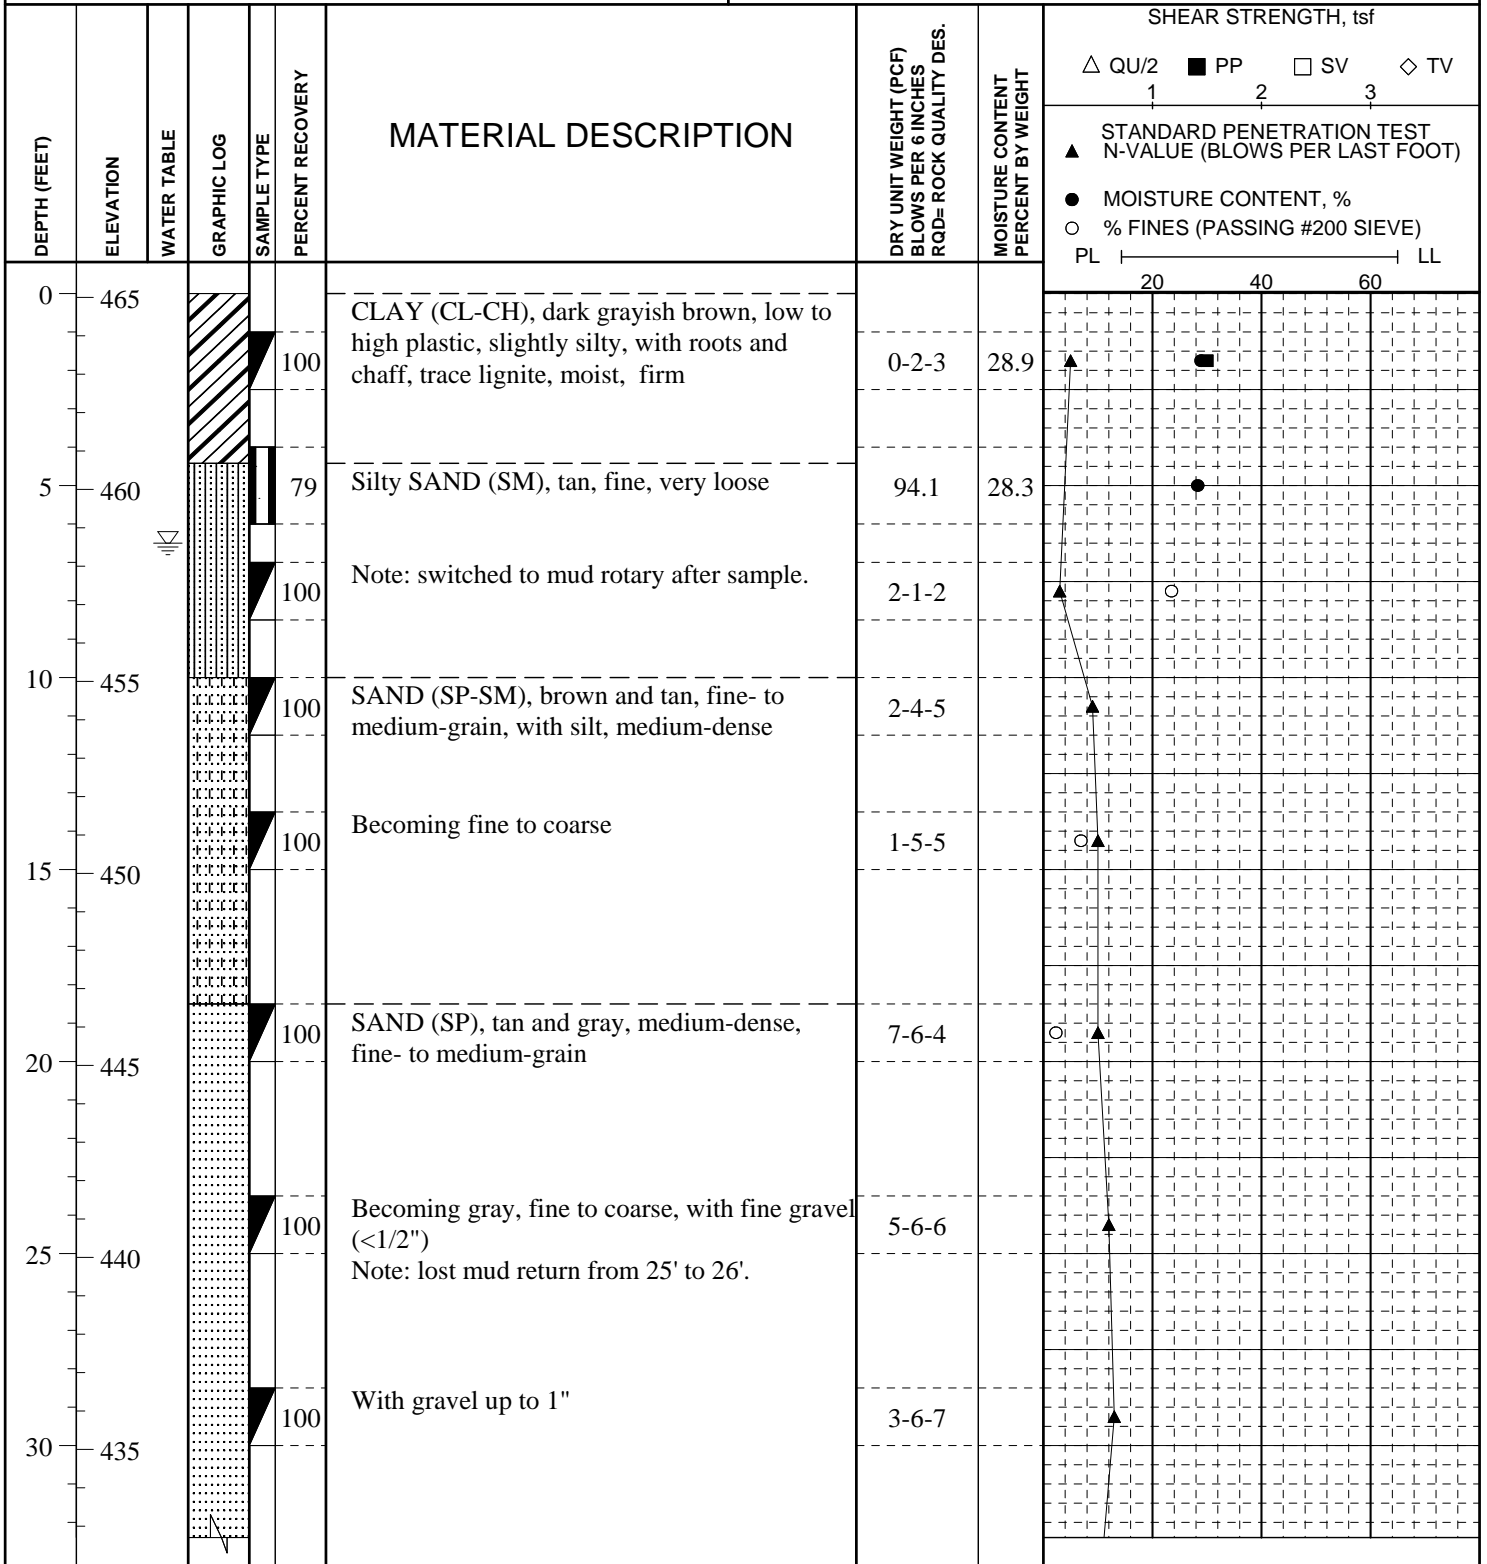 SHEAR STRENGTH, tsf
QU/2 PP SV TV
1 2 3
STANDARD PENETRATION TEST
N-VALUE (BLOWS PER LAST FOOT)
MOISTURE CONTENT, %
% FINES (PASSING #200 SIEVE)
PL LL
20 40 60
DEPTH (FEET)
ELEVATION
WATER TABLE
GRAPHIC LOG
SAMPLE TYPE
PERCENT RECOVERY
MATERIAL DESCRIPTION
DRY UNIT WEIGHT (PCF)
BLOWS PER 6 INCHES
RQD= ROCK QUALITY DES.
MOISTURE CONTENT
PERCENT BY WEIGHT
0 465
CLAY (CL-CH), dark grayish brown, low to
high plastic, slightly silty, with roots and
100 0-2-3 28.9
chaff, trace lignite, moist, firm
5 460 79 Silty SAND (SM), tan, fine, very loose 94.1 28.3
Note: switched to mud rotary after sample.
100 2-1-2
10 455
SAND (SP-SM), brown and tan, fine- to
100 2-4-5
medium-grain, with silt, medium-dense
Becoming fine to coarse
100 1-5-5
15 450
SAND (SP), tan and gray, medium-dense,
100 7-6-4
fine- to medium-grain
20 445
Becoming gray, fine to coarse, with fine gravel
100 5-6-6
(<1/2")
25 440
Note: lost mud return from 25' to 26'.
With gravel up to 1"
100 3-6-7
30 435